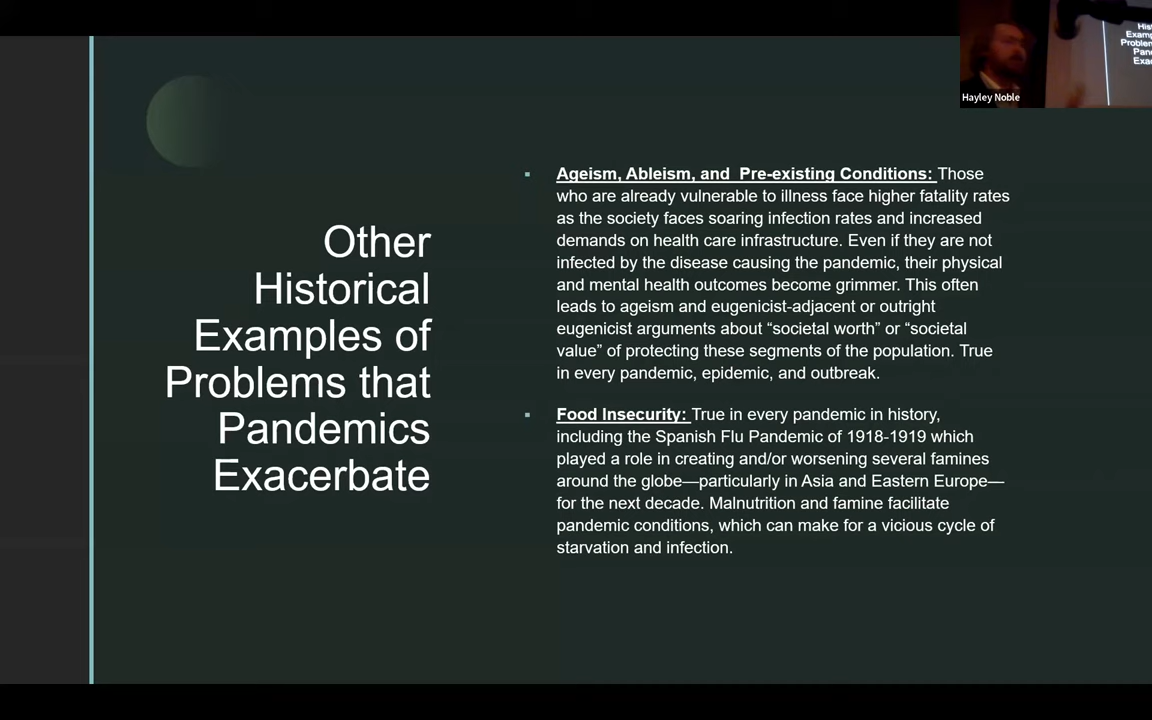 Other
Historical
Examples of
Problems that
Pandemics
Exacerbate
Ageism, Ableism, and  Pre-existing Conditions: Those
who are already vulnerable to illness face higher fatality rates
as the society faces soaring infection rates and increased
demands on health care infrastructure. Even if they are not
infected by the disease causing the pandemic, their physical
and mental health outcomes become grimmer. This often
leads to ageism and eugenicist-adjacent or outright
eugenicist arguments about “societal worth” or “societal
value” of protecting these segments of the population. True
in every pandemic, epidemic, and outbreak.
Food Insecurity: True in every pandemic in history,
including the Spanish Flu Pandemic of 1918-1919 which
played a role in creating and/or worsening several famines
around the globe—particularly in Asia and Eastern Europe—
for the next decade. Malnutrition and famine facilitate
pandemic conditions, which can make for a vicious cycle of
starvation and infection.
Hayley Noble
His
Examp
Problem
Pan
Exac